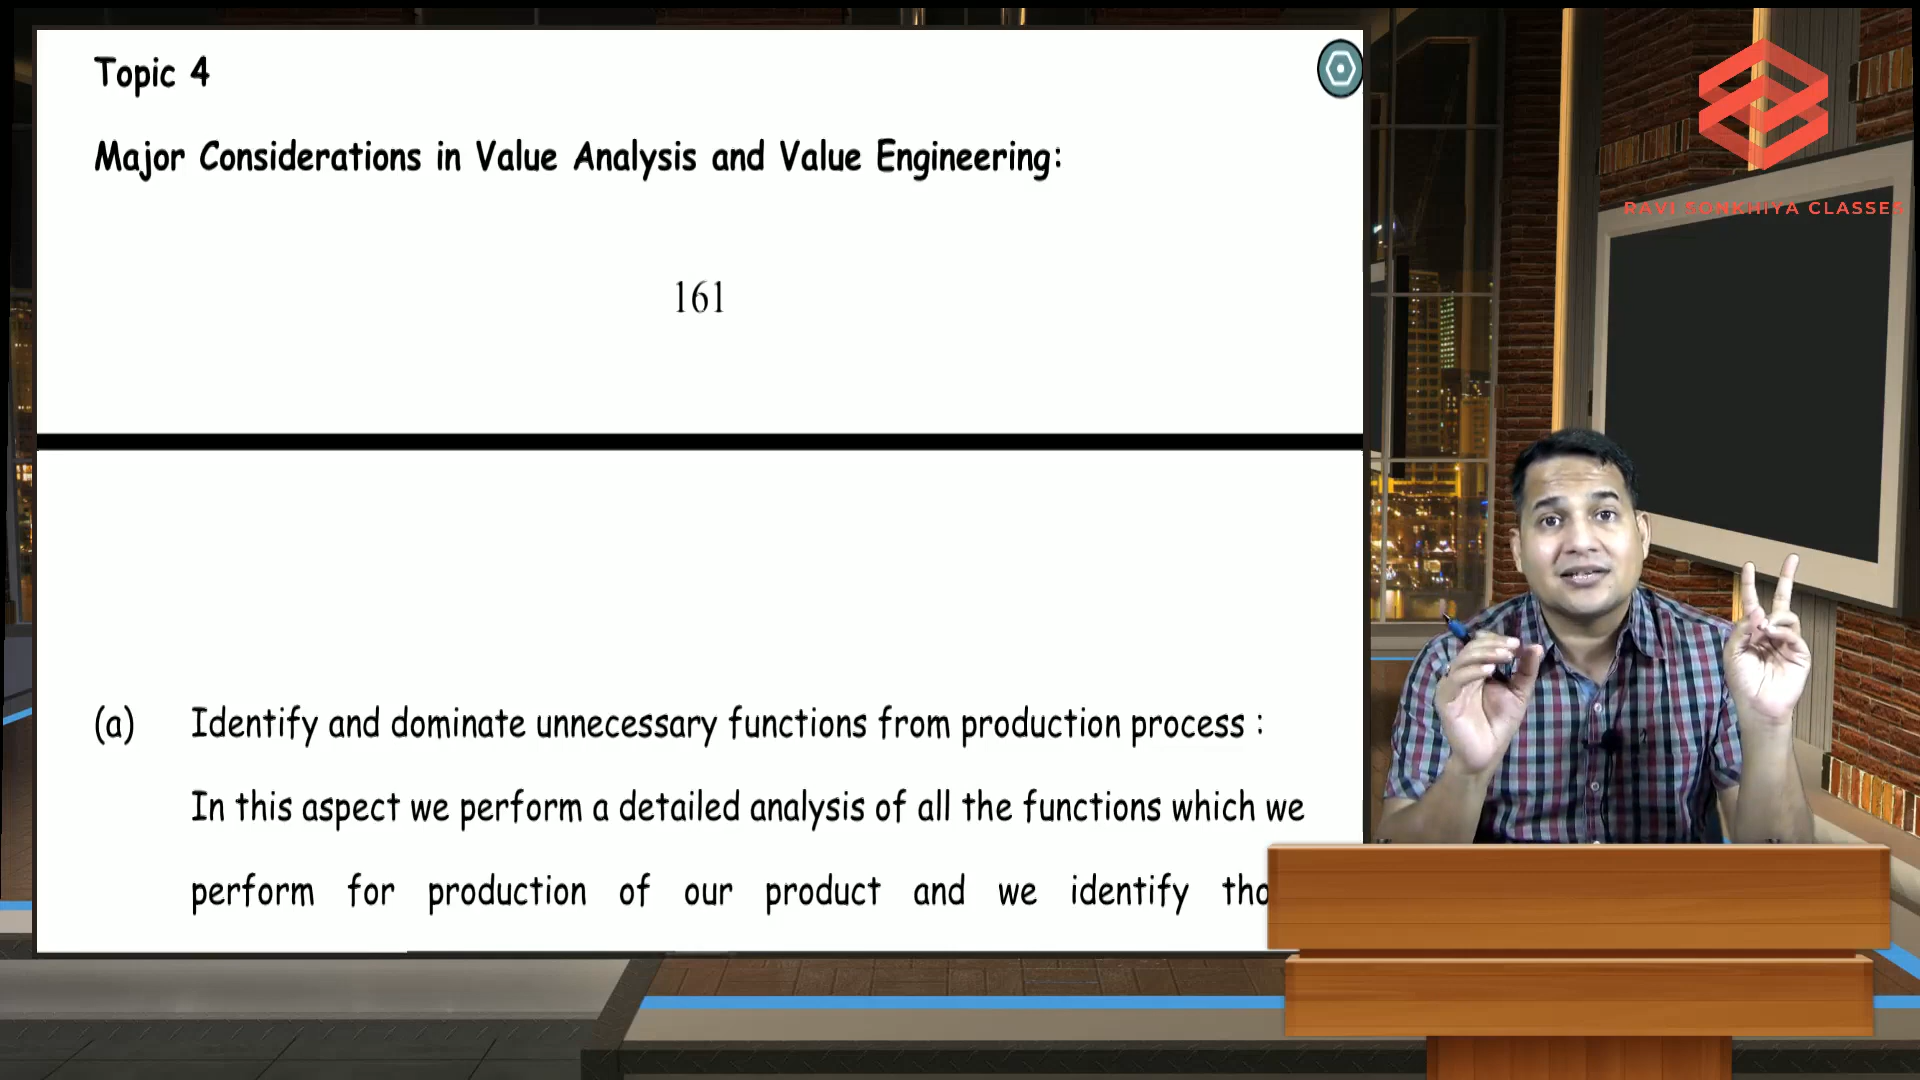 Topic 4
Major Considerations in Value Analysis and Value Engineering:
161
(a) Identify and dominate unnecessary functions from production process :
In this aspect we perform a detailed analysis of all the functions which we
perform for production of our product and we identify
RAVI SONKHIYA CLASSES